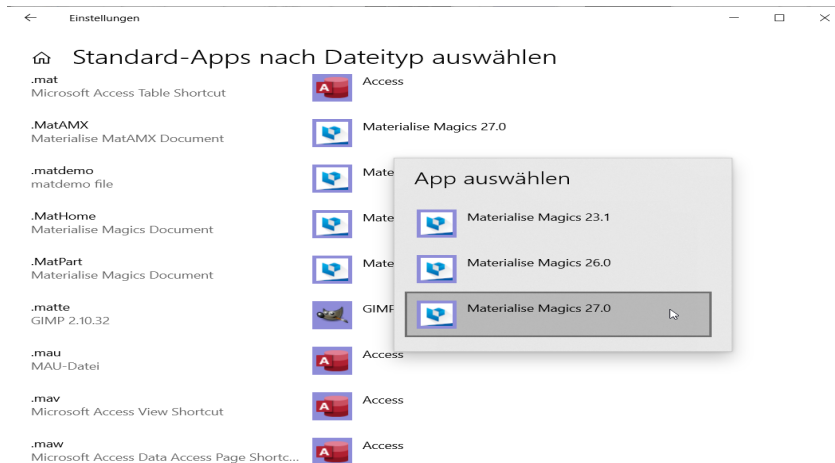 Einstellungen
Standard-Apps nach Dateityp auswählen
.mat
Microsoft Access Table Shortcut
Access
.MatAMX
Materialise MatAMX Document
Materialise Magics 27.0
.matdemo
matdemo file
Mate
.MatHome
Materialise Magics Document
Mate
.MatPart
Materialise Magics Document
Mate
.matte
GIMP 2.10.32
GIMP
.mau
MAU-Datei
Access
.mav
Microsoft Access View Shortcut
Access
.maw
Microsoft Access Data Access Page Shortc...
Access
App auswählen
Materialise Magics 23.1
Materialise Magics 26.0
Materialise Magics 27.0